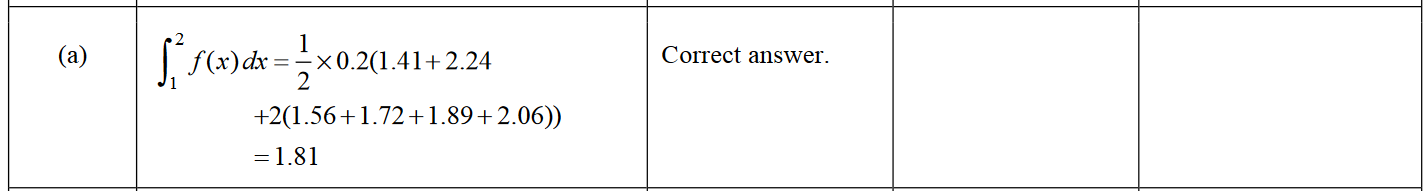 (a) ∫₁² f(x)dx = 1/2 × 0.2(1.41 + 2.24 Correct answer.
+2(1.56 + 1.72 + 1.89 + 2.06))
= 1.81